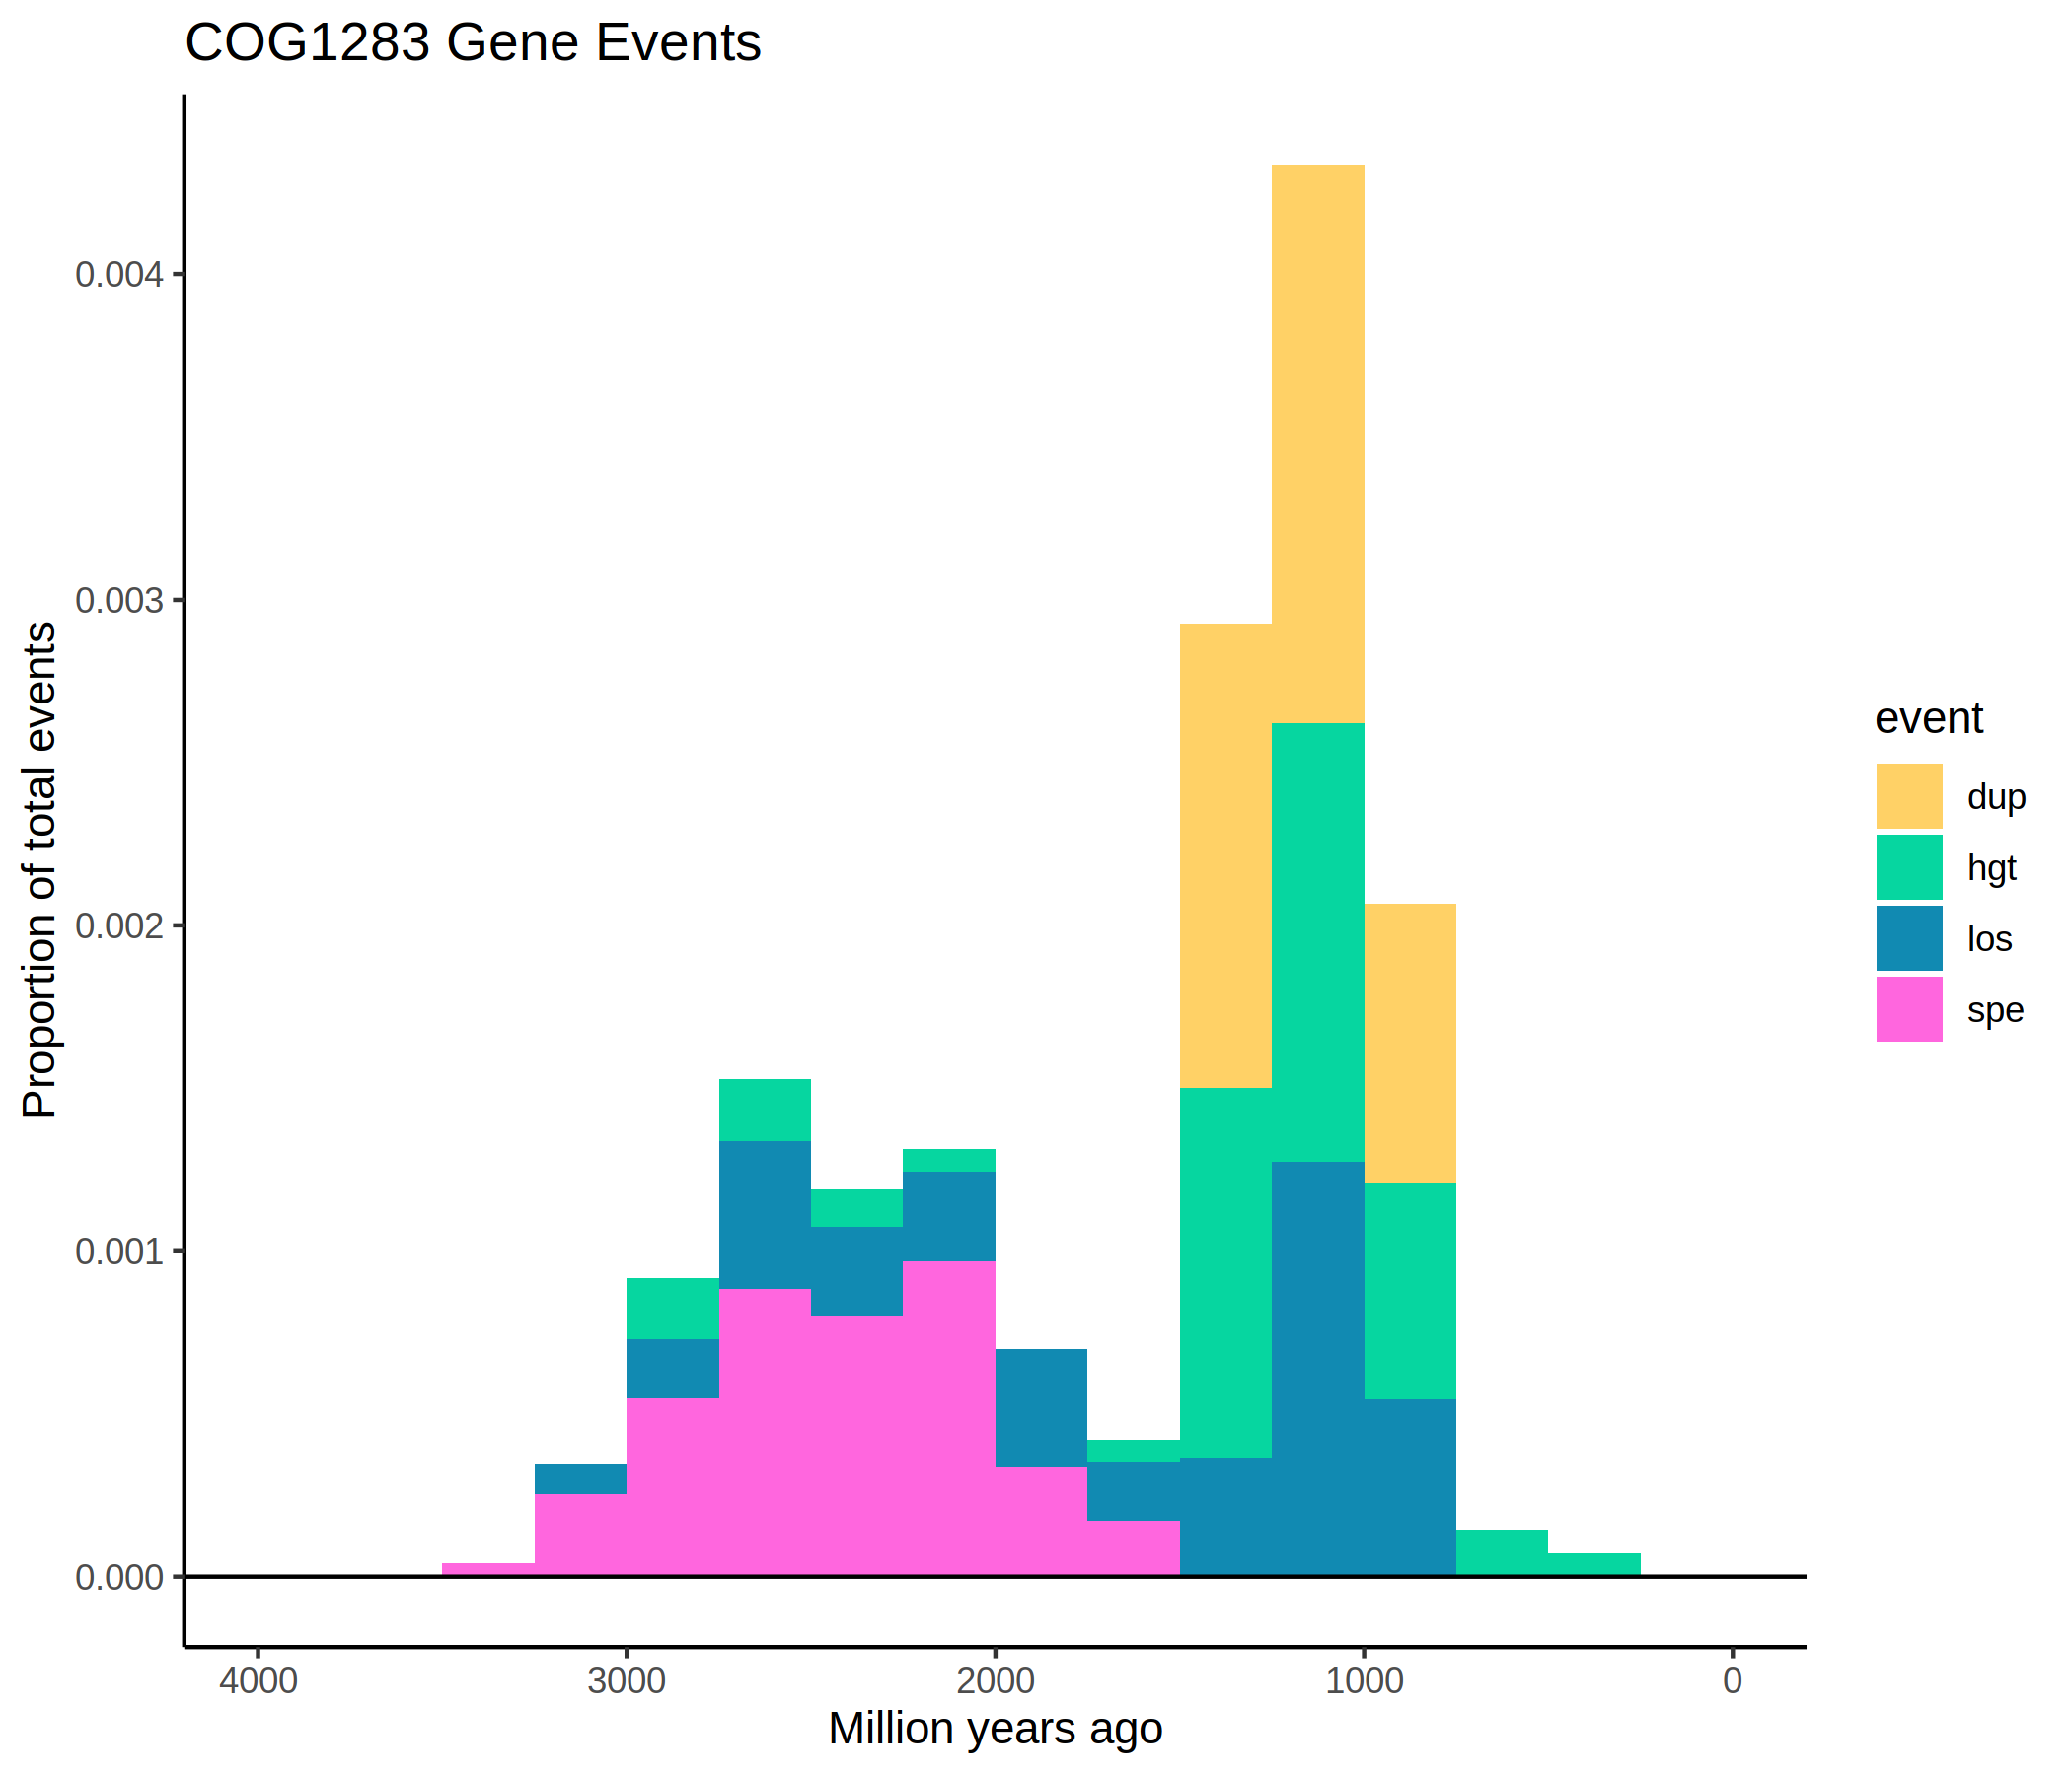 COG1283 Gene Events
Proportion of total events
0.004
0.003
0.002
0.001
0.000
4000 3000 2000 1000 0
Million years ago
event
dup
hgt
los
spe